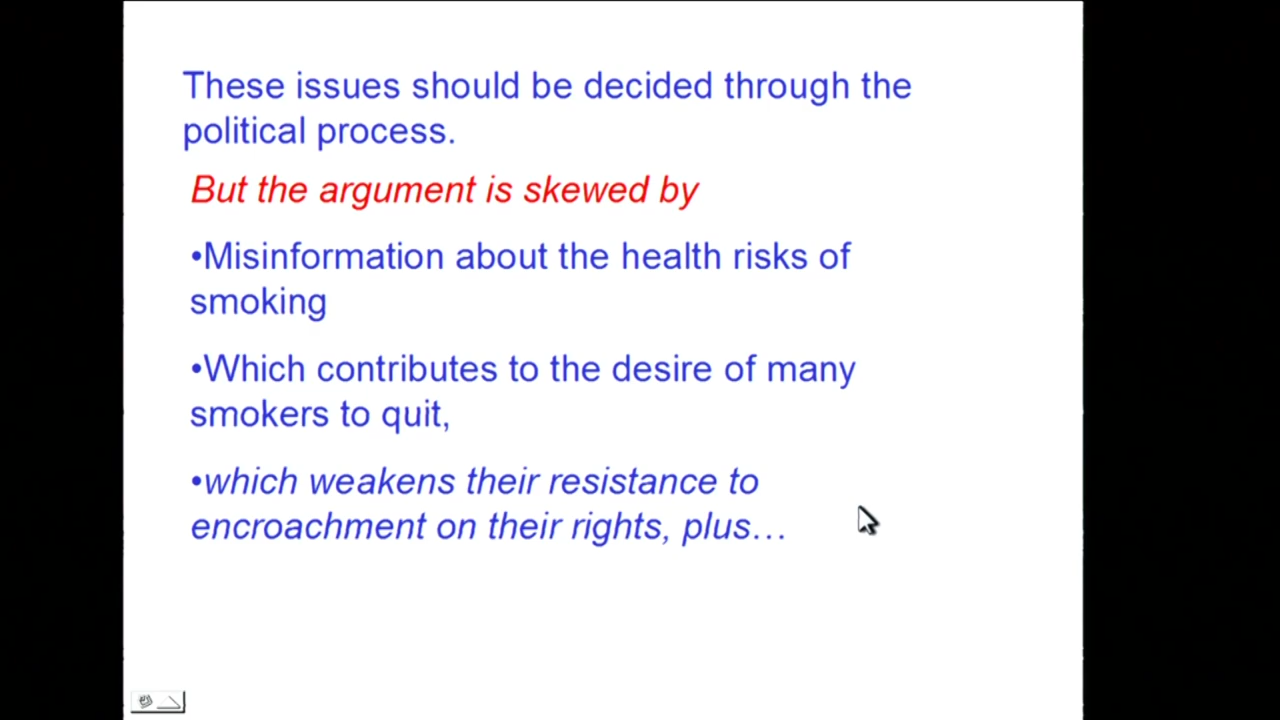 These issues should be decided through the
political process.
But the argument is skewed by
•Misinformation about the health risks of
smoking
•Which contributes to the desire of many
smokers to quit,
•which weakens their resistance to
encroachment on their rights, plus…